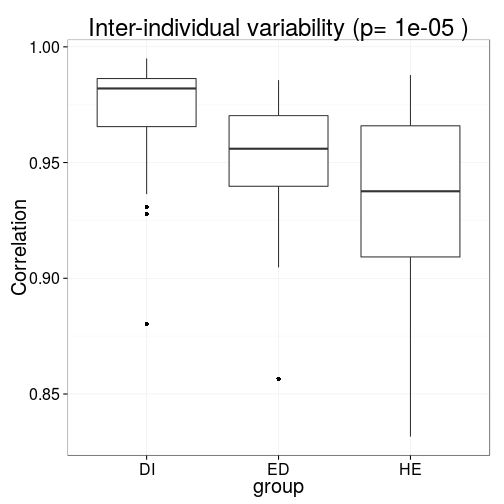 Inter-individual variability (p= 1e-05 )
1.00
0.95
0.90
0.85
Correlation
DI ED HE
group